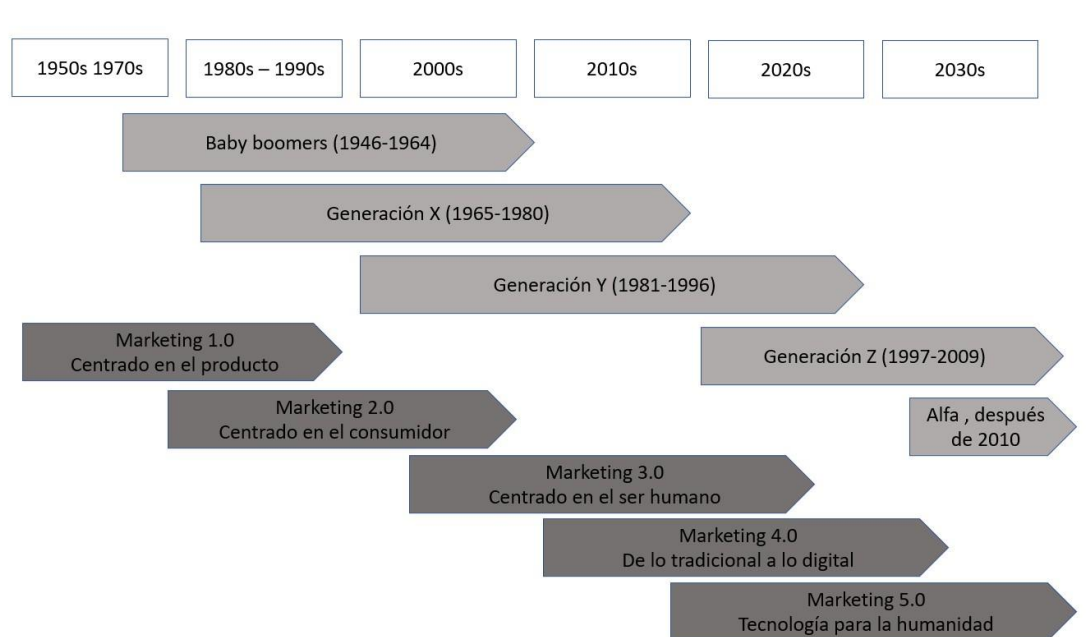 1950s 1970s
1980s – 1990s
2000s
2010s
2020s
2030s
Baby boomers (1946-1964)
Generación X (1965-1980)
Generación Y (1981-1996)
Marketing 1.0
Centrado en el producto
Generación Z (1997-2009)
Marketing 2.0
Centrado en el consumidor
Alfa , después
de 2010
Marketing 3.0
Centrado en el ser humano
Marketing 4.0
De lo tradicional a lo digital
Marketing 5.0
Tecnología para la humanidad